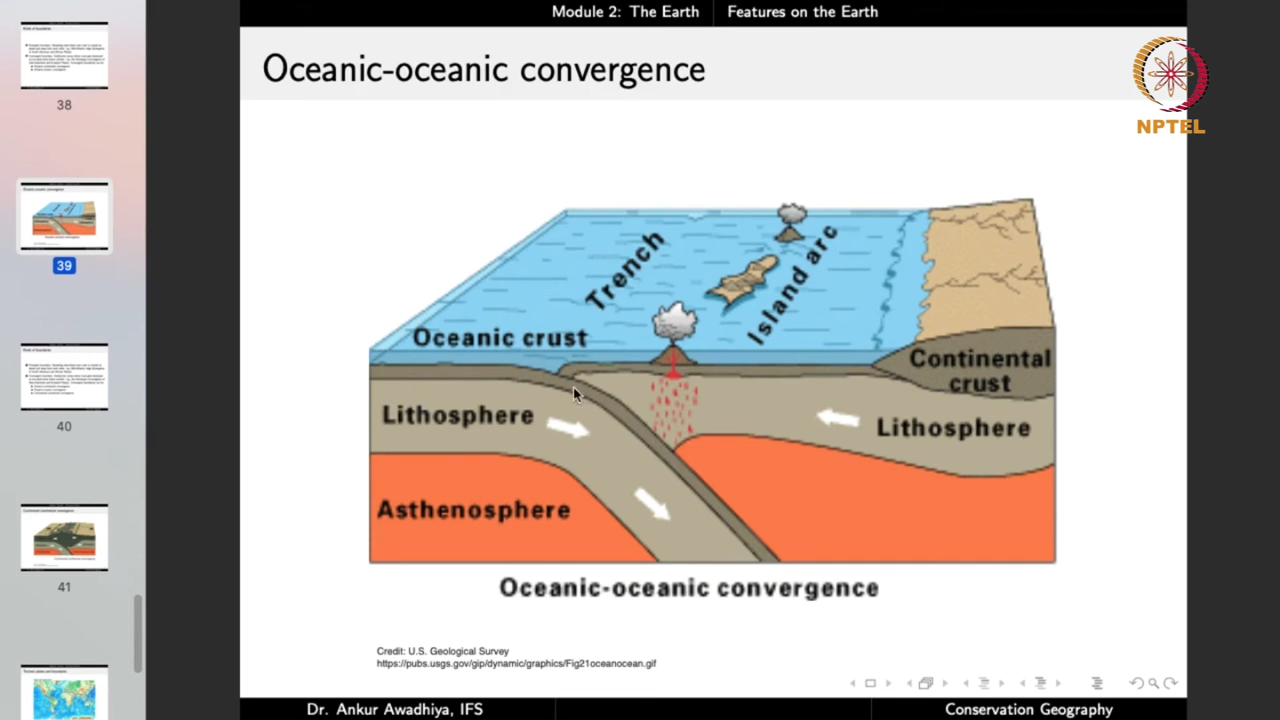 Module 2: The Earth
Features on the Earth
Oceanic-oceanic convergence
NPTEL
38
39
40
41
Trench
Island arc
Oceanic crust
Continental
crust
Lithosphere
Lithosphere
Asthenosphere
Oceanic-oceanic convergence
Credit: U.S. Geological Survey
https://pubs.usgs.gov/gip/dynamic/graphics/Fig21oceanocean.gif
Dr. Ankur Awadhiya, IFS
Conservation Geography